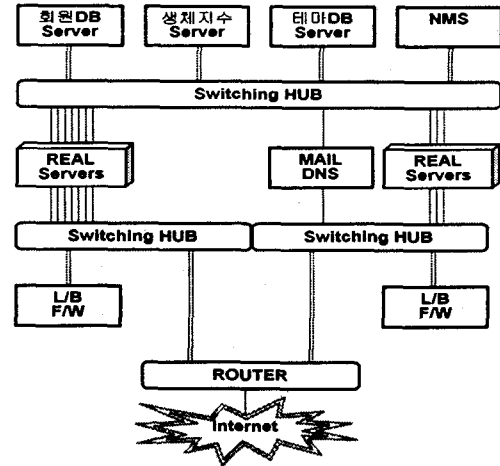 회원DB
Server
생체지수
Server
테마DB
Server
NMS
Switching HUB
REAL
Servers
MAIL
DNS
REAL
Servers
Switching HUB
Switching HUB
L/B
F/W
L/B
F/W
ROUTER
Internet